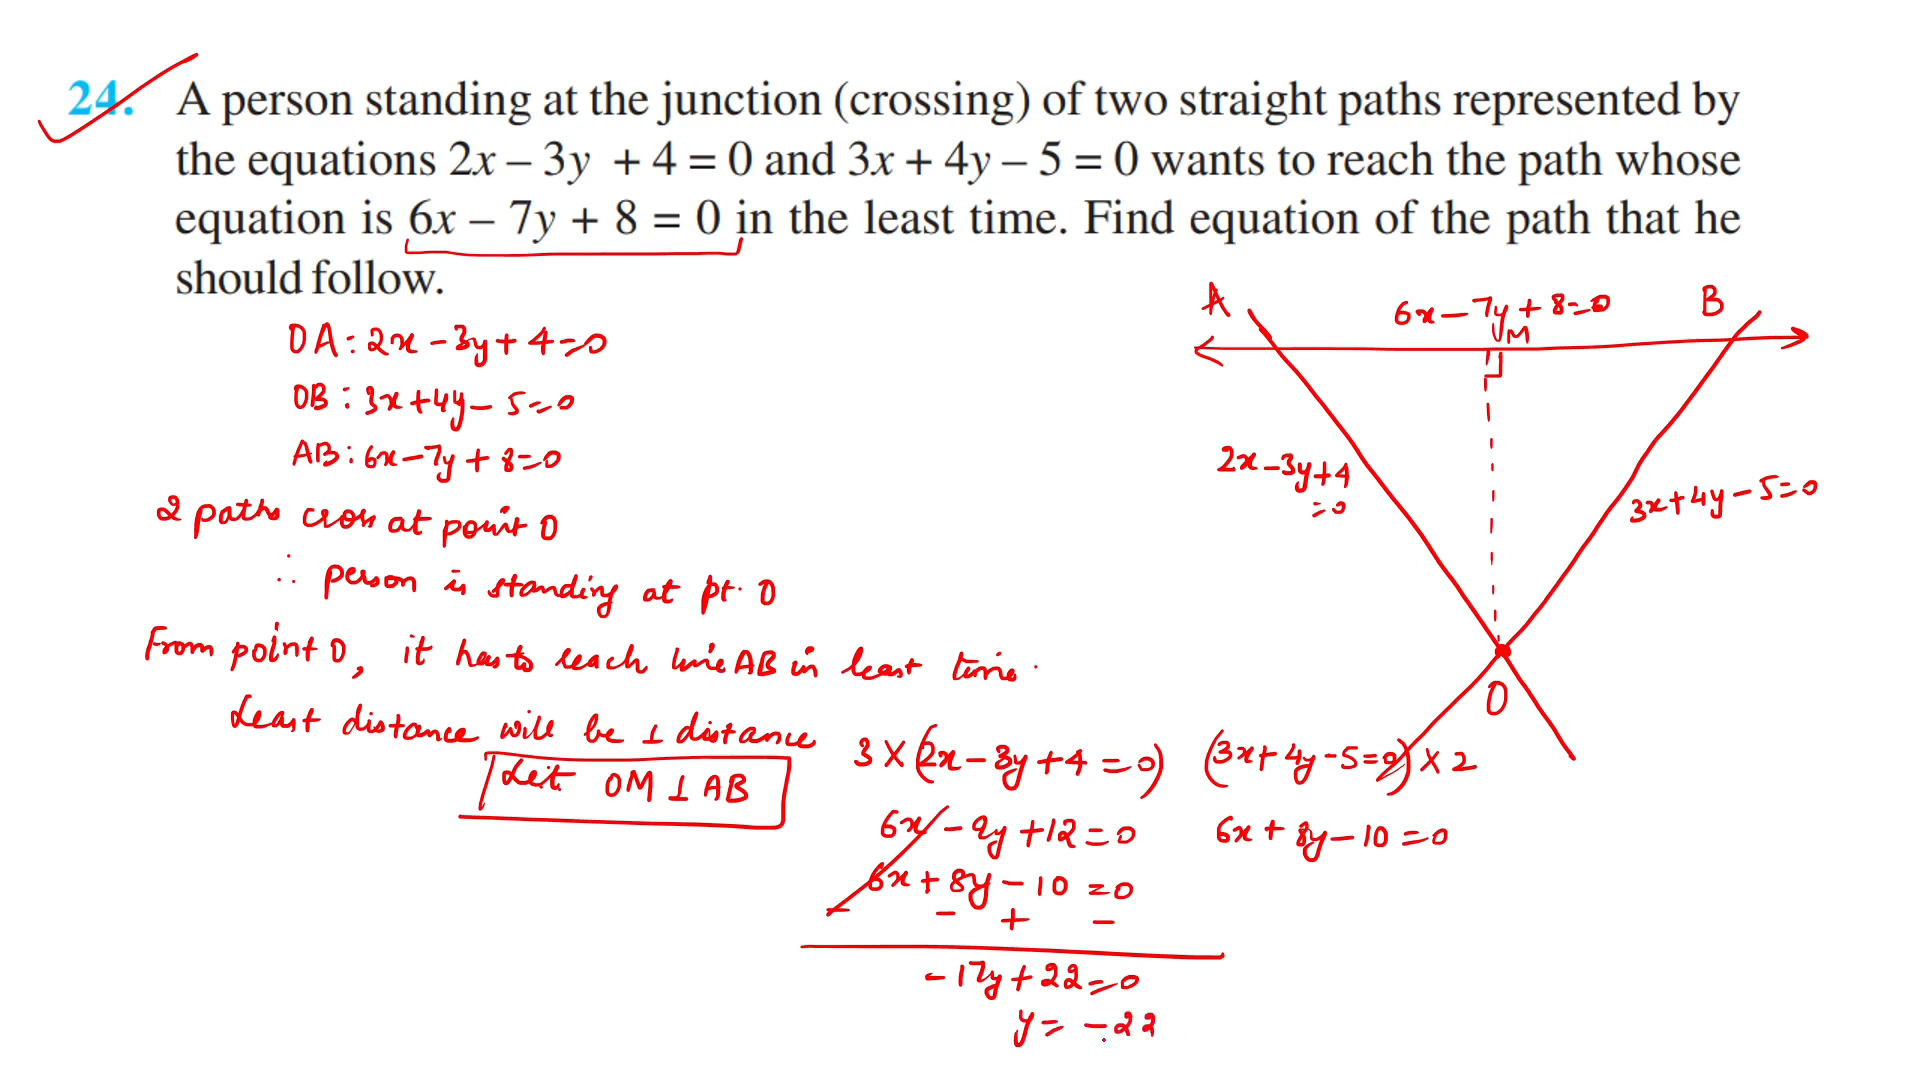 24. A person standing at the junction (crossing) of two straight paths represented by
the equations 2x – 3y + 4 = 0 and 3x + 4y – 5 = 0 wants to reach the path whose
equation is 6x – 7y + 8 = 0 in the least time. Find equation of the path that he
should follow.
A
6x – 7y + 8 = 0
B
M
OA : 2x – 3y + 4 = 0
OB : 3x + 4y – 5 = 0
AB : 6x – 7y + 8 = 0
2x – 3y + 4
= 0
3x + 4y – 5 = 0
2 paths cross at point O
∴ person is standing at pt. O
From point O, it has to reach line AB in least time.
O
Least distance will be ⊥ distance
Let OM ⊥ AB
3 × (2x – 3y + 4 = 0) (3x + 4y – 5 = 0) × 2
6x – 9y + 12 = 0 6x + 8y – 10 = 0
6x + 8y – 10 = 0
– – + –
– 17y + 22 = 0
y = – 22